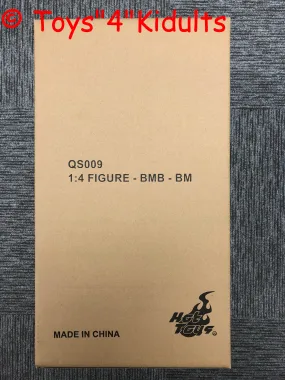 © Toys"4"Kidults
QS009
1:4 FIGURE - BMB - BM
HOT
TOYS®
MADE IN CHINA